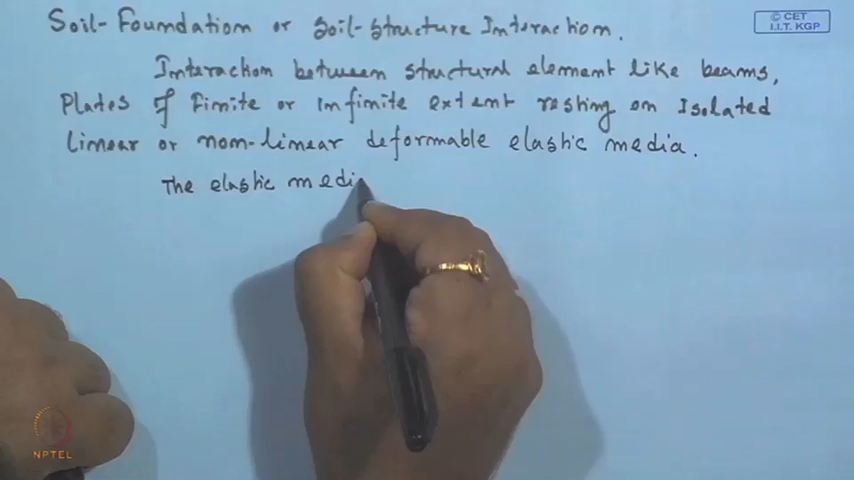 Soil-Foundation or Soil-Structure Interaction.
© CET
I.I.T. KGP
Interaction between structural element like beams,
Plates of Finite or infinite extent resting on Isolated
linear or non-linear deformable elastic media.
The elastic medi
NPTEL